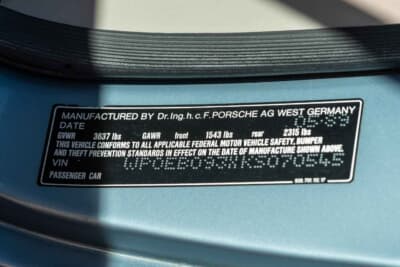 MANUFACTURED BY Dr.Ing.h.c.F. PORSCHE AG WEST GERMANY
DATE 05-89
GVWR 3637 lbs GAWR front 1543 lbs rear 2315 lbs
THIS VEHICLE CONFORMS TO ALL APPLICABLE FEDERAL MOTOR VEHICLE SAFETY, BUMPER
AND THEFT PREVENTION STANDARDS IN EFFECT ON THE DATE OF MANUFACTURE SHOWN ABOVE.
VIN WP0EB093XKS070545
PASSENGER CAR